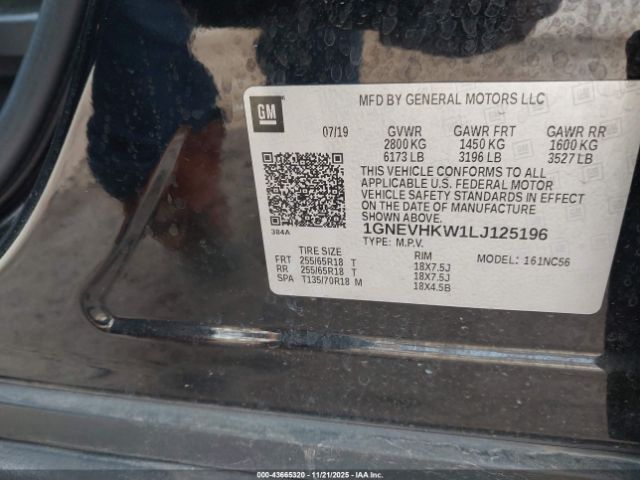 GM
MFD BY GENERAL MOTORS LLC
07/19 GVWR GAWR FRT GAWR RR
2800 KG 1450 KG 1600 KG
6173 LB 3196 LB 3527 LB
THIS VEHICLE CONFORMS TO ALL
APPLICABLE U.S. FEDERAL MOTOR
VEHICLE SAFETY STANDARDS IN EFFECT
ON THE DATE OF MANUFACTURE
SHOWN ABOVE.
384A
1GNEVHKW1LJ125196
TYPE: M.P.V. MODEL: 161NC56
TIRE SIZE RIM
FRT 255/65R18 T 18X7.5J
RR 255/65R18 T 18X7.5J
SPA T135/70R18 M 18X4.5B
000-43665320 11/21/2025 IAAI.COM